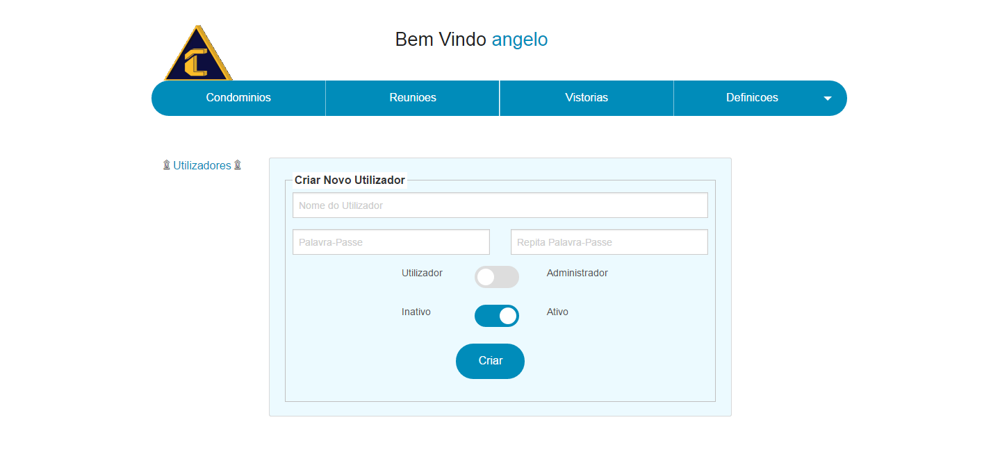 Bem Vindo angelo
Condominios Reunioes Vistorias Definicoes
Utilizadores
Criar Novo Utilizador
Nome do Utilizador
Palavra-Passe Repita Palavra-Passe
Utilizador Administrador
Inativo Ativo
Criar